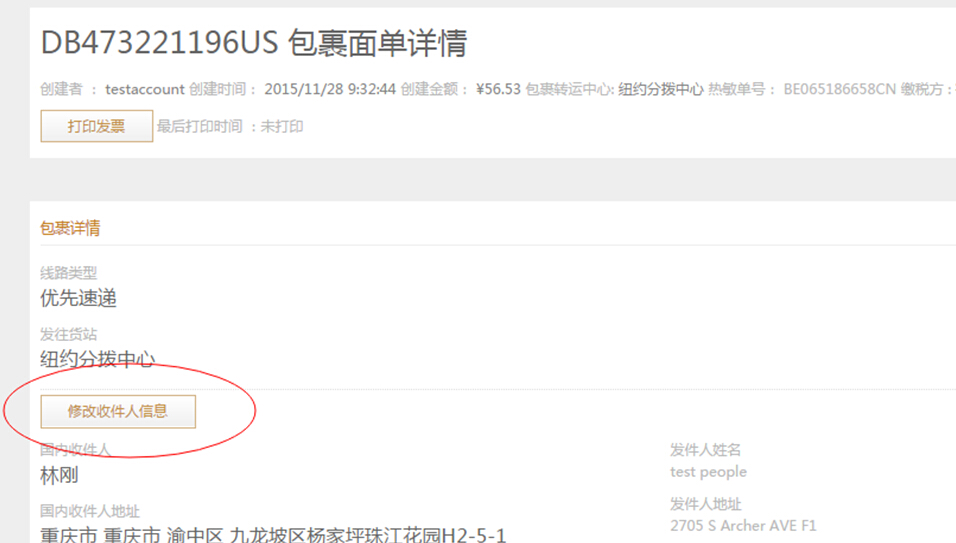 DB473221196US 包裹面单详情
创建者 ： testaccount 创建时间： 2015/11/28 9:32:44 创建金额： ¥56.53 包裹转运中心: 纽约分拨中心 热敏单号： BE065186658CN 缴税方：
打印发票 最后打印时间 ：未打印
包裹详情
线路类型
优先速递
发往货站
纽约分拨中心
修改收件人信息
国内收件人
林刚
国内收件人地址
重庆市 重庆市 渝中区 九龙坡区杨家坪珠江花园H2-5-1
发件人姓名
test people
发件人地址
2705 S Archer AVE F1